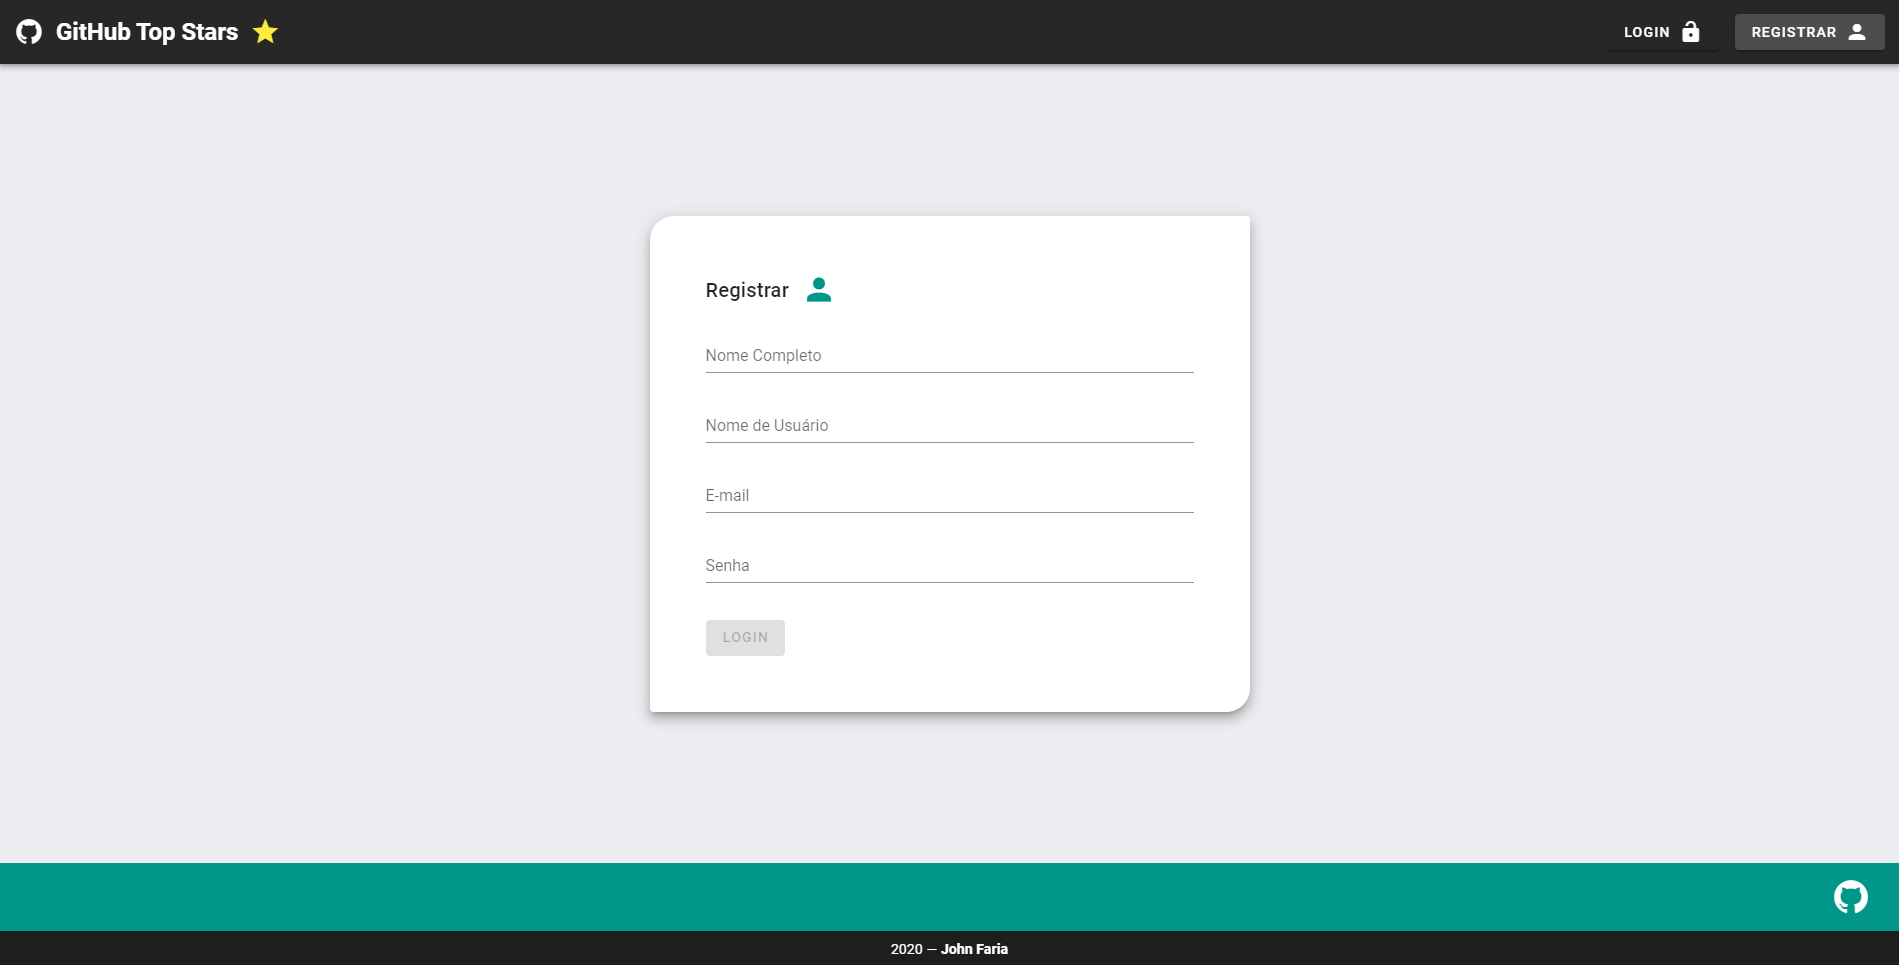 GitHub Top Stars
LOGIN
REGISTRAR
Registrar
Nome Completo
Nome de Usuário
E-mail
Senha
LOGIN
2020 — John Faria